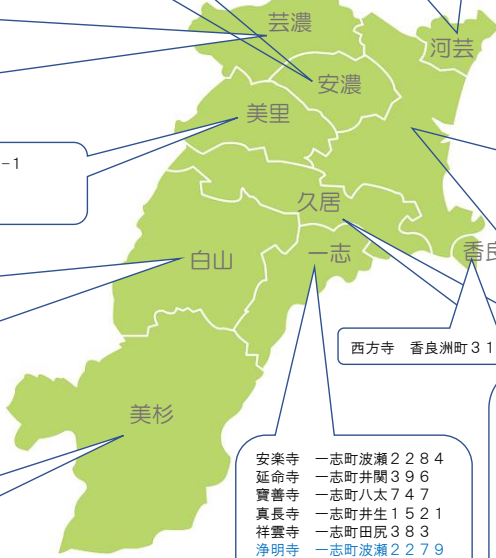 芸濃
河芸
安濃
美里
−1
久居
香良
白山
一志
西方寺　香良洲町３１
美杉
安楽寺　一志町波瀬２２８４
延命寺　一志町井関３９６
寶善寺　一志町八太７４７
真長寺　一志町井生１５２１
祥雲寺　一志町田尻３８３
浄明寺　一志町波瀬２２７９